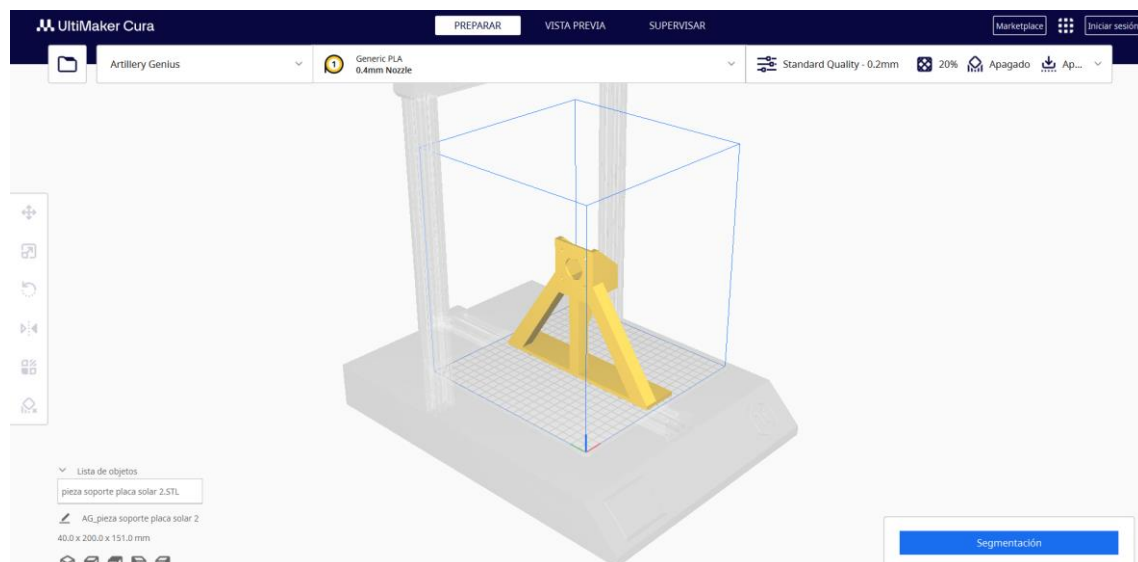 UltiMaker Cura
PREPARAR
VISTA PREVIA
SUPERVISAR
Marketplace
Iniciar sesión
Artillery Genius
1
Generic PLA
0.4mm Nozzle
Standard Quality - 0.2mm
20%
Apagado
Ap...
Lista de objetos
pieza soporte placa solar 2.STL
AG_pieza soporte placa solar 2
40.0 x 200.0 x 151.0 mm
Segmentación